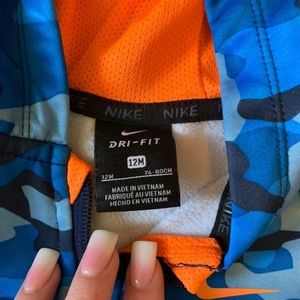 NIKE NIKE
DRI-FIT
12M
12M 74-80CM
MADE IN VIETNAM
FABRIQUÉ AU VIETNAM
HECHO EN VIETNAM
NIKE